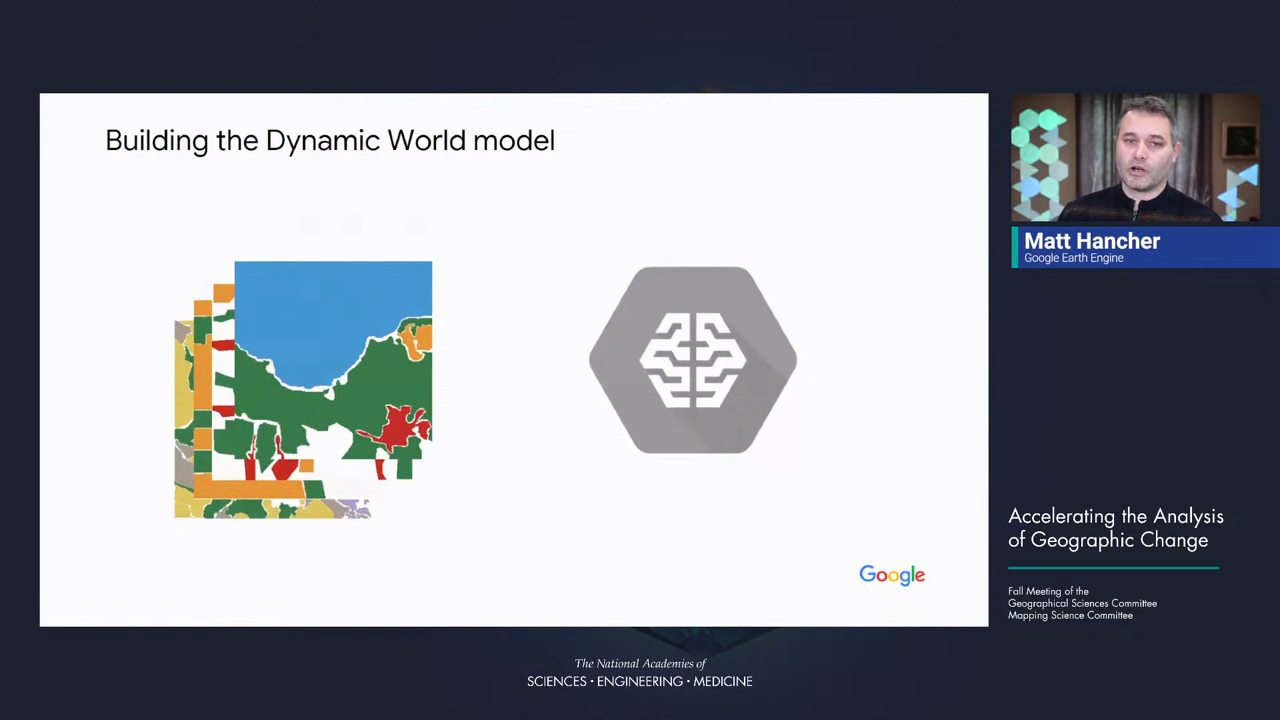 Building the Dynamic World model
Google
Matt Hancher
Google Earth Engine
Accelerating the Analysis
of Geographic Change
Fall Meeting of the
Geographical Sciences Committee
Mapping Science Committee
The National Academies of
SCIENCES • ENGINEERING • MEDICINE